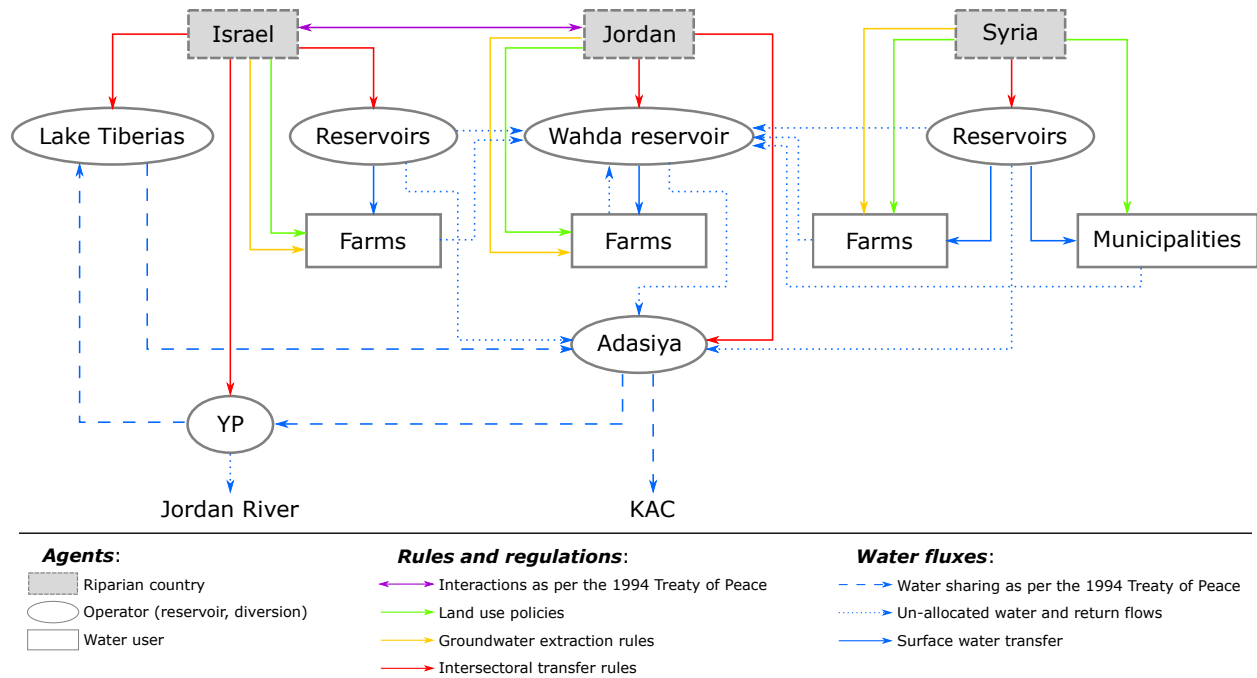 Israel
Jordan
Syria
Lake Tiberias
Reservoirs
Wahda reservoir
Reservoirs
Farms
Farms
Farms
Municipalities
Adasiya
YP
Jordan River
KAC
Agents:
Riparian country
Operator (reservoir, diversion)
Water user
Rules and regulations:
Interactions as per the 1994 Treaty of Peace
Land use policies
Groundwater extraction rules
Intersectoral transfer rules
Water fluxes:
Water sharing as per the 1994 Treaty of Peace
Un-allocated water and return flows
Surface water transfer